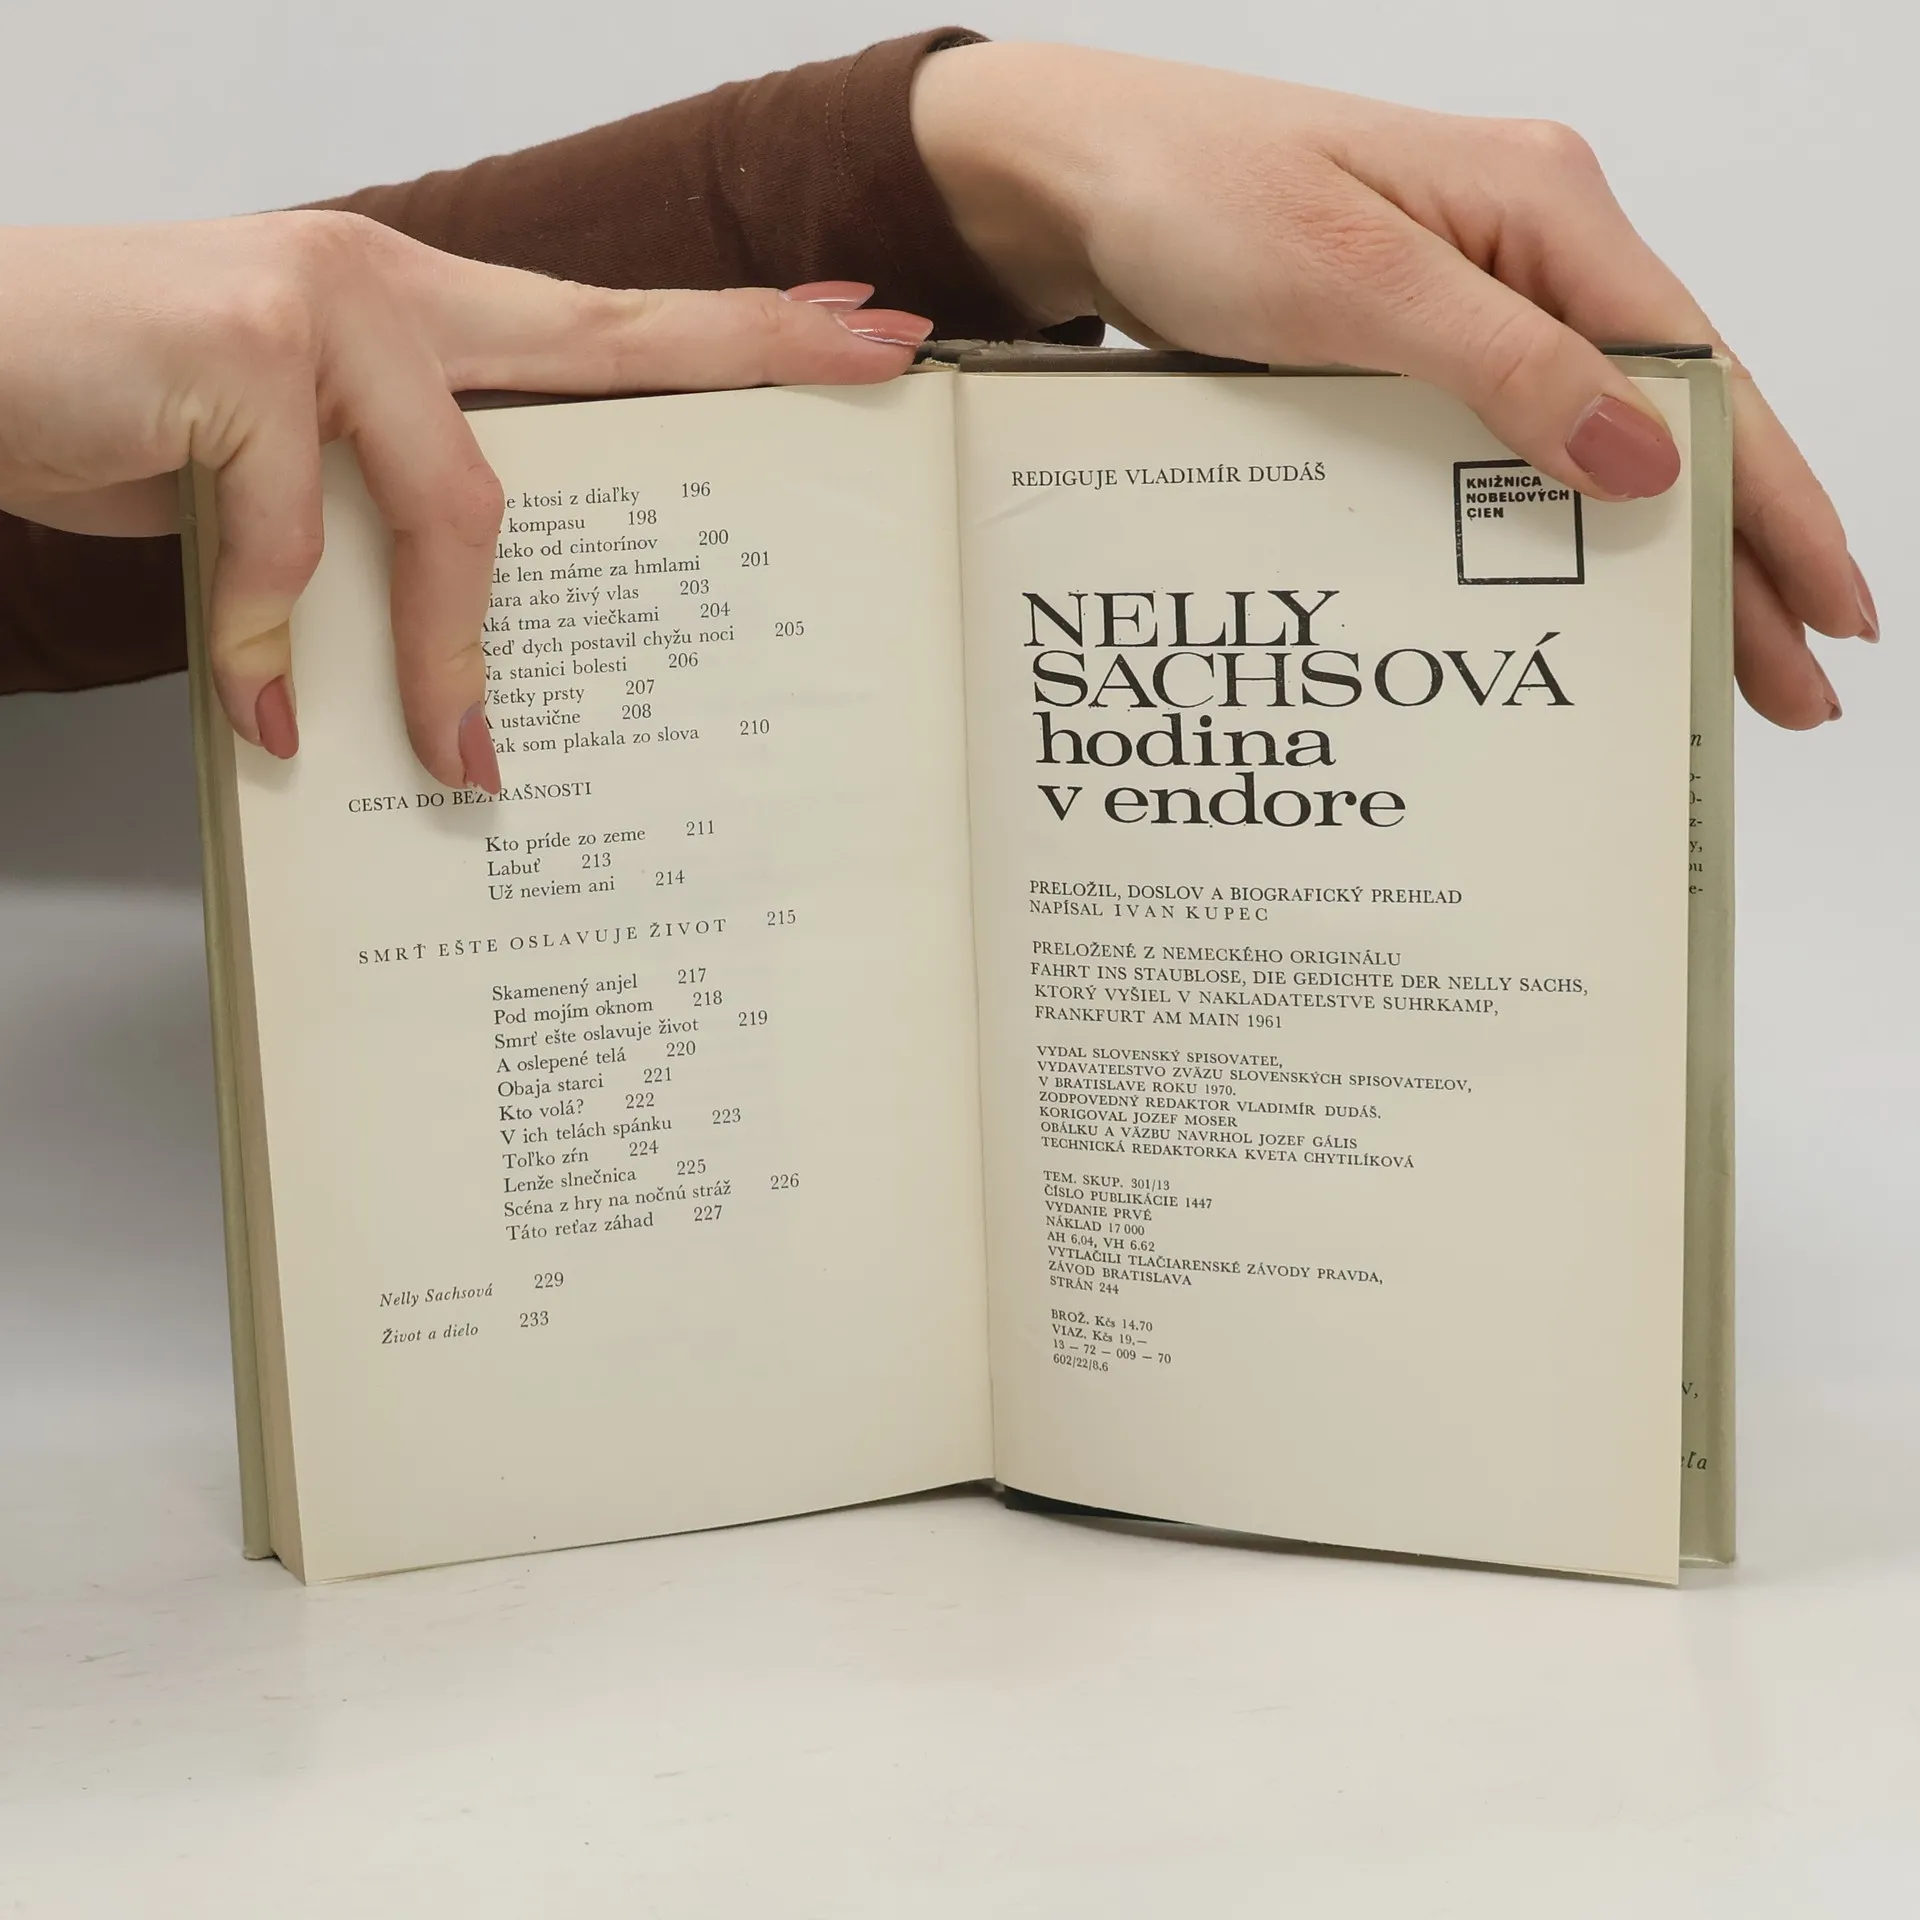 ktosi z diaľky 196
kompasu 198
od cintorínov 200
len máme za hmlami 201
ako živý vlas 203
Aká tma za viečkami 204
Keď dych postavil chyžu noci 205
Na stanici bolesti 206
Všetky prsty 207
A ustavične 208
Tak som plakala zo slova 210
CESTA DO BEZPRAŠNOSTI
Kto príde zo zeme 211
Labuť 213
Už neviem ani 214
SMRŤ EŠTE OSLAVUJE ŽIVOT 215
Skamenený anjel 217
Pod mojím oknom 218
Smrť ešte oslavuje život 219
A oslepené telá 220
Obaja starci 221
Kto volá? 222
V ich telách spánku 223
Toľko zŕn 224
Lenže slnečnica 225
Scéna z hry na nočnú stráž 226
Táto reťaz záhad 227
Nelly Sachsová 229
Život a dielo 233
REDIGUJE VLADIMÍR DUDÁŠ
KNIŽNICA
NOBELOVÝCH
CIEN
NELLY
SACHSOVÁ
hodina
v endore
PRELOŽIL, DOSLOV A BIOGRAFICKÝ PREHĽAD
NAPÍSAL IVAN KUPEC
PRELOŽENÉ Z NEMECKÉHO ORIGINÁLU
FAHRT INS STAUBLOSE, DIE GEDICHTE DER NELLY SACHS,
KTORÝ VYŠIEL V NAKLADATEĽSTVE SUHRKAMP,
FRANKFURT AM MAIN 1961
VYDAL SLOVENSKÝ SPISOVATEĽ,
VYDAVATEĽSTVO ZVÄZU SLOVENSKÝCH SPISOVATEĽOV,
V BRATISLAVE ROKU 1970.
ZODPOVEDNÝ REDAKTOR VLADIMÍR DUDÁŠ.
KORIGOVAL JOZEF MOSER
OBÁLKU A VÄZBU NAVRHOL JOZEF GÁLIS
TECHNICKÁ REDAKTORKA KVETA CHYTILÍKOVÁ
TEM. SKUP. 301/13
ČÍSLO PUBLIKÁCIE 1447
VYDANIE PRVÉ
NÁKLAD 17 000
AH 6.04, VH 6.62
VYTLAČILI TLAČIARENSKÉ ZÁVODY PRAVDA,
ZÁVOD BRATISLAVA
STRÁN 244
BROŽ. Kčs 14.70
VIAZ. Kčs 19.—
13 — 72 — 009 — 70
602/22/8.6